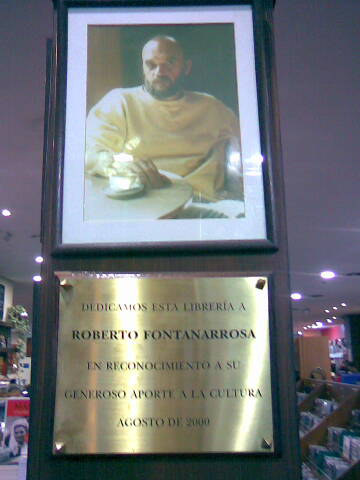 DEDICAMOS ESTA LIBRERÍA A
ROBERTO FONTANARROSA
EN RECONOCIMIENTO A SU
GENEROSO APORTE A LA CULTURA
AGOSTO DE 2000